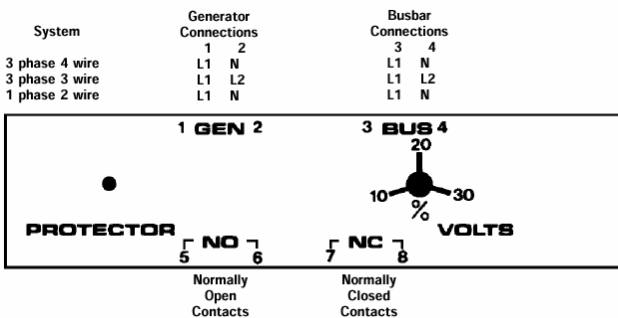 System
Generator
Connections
Busbar
Connections
1 2
3 4
3 phase 4 wire L1 N L1 N
3 phase 3 wire L1 L2 L1 L2
1 phase 2 wire L1 N L1 N
1 GEN 2
3 BUS 4
20
10
30
%
PROTECTOR
VOLTS
NO
5 6
NC
7 8
Normally
Open
Contacts
Normally
Closed
Contacts